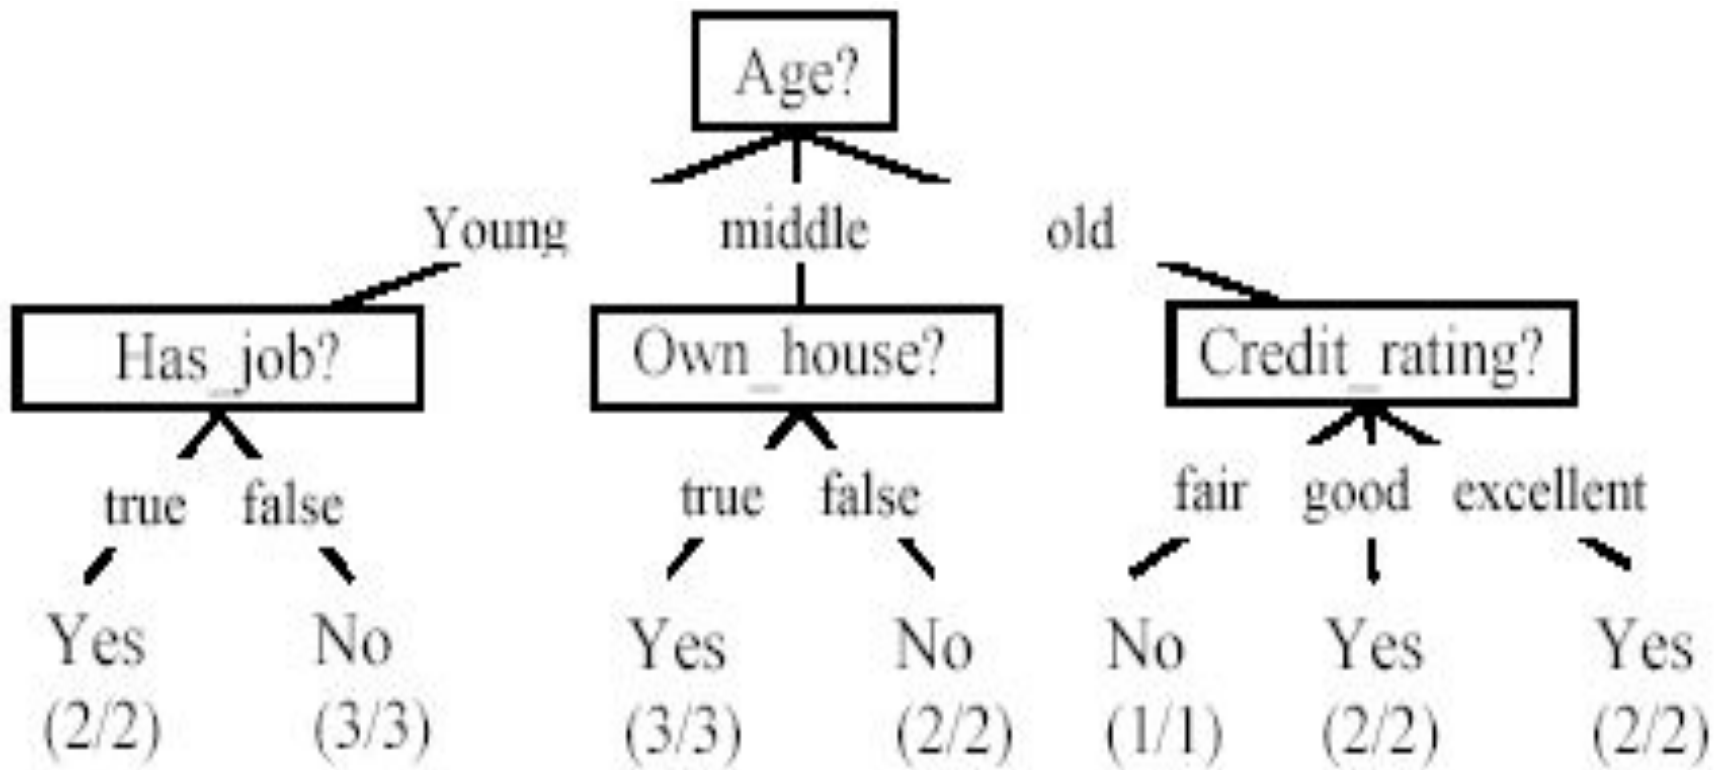 Age?
Young middle old
Has_job? Own_house? Credit_rating?
true false true false fair good excellent
Yes No Yes No No Yes Yes
(2/2) (3/3) (3/3) (2/2) (1/1) (2/2) (2/2)